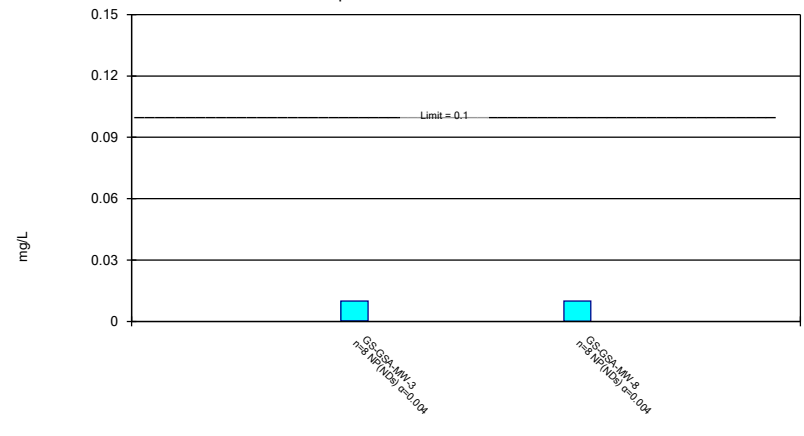 0.15
0.12
Limit = 0.1
0.09
0.06
mg/L
0.03
0
GS-GSA-MW-3
n=8 NP(NDs) α=0.004
GS-GSA-MW-8
n=8 NP(NDs) α=0.004